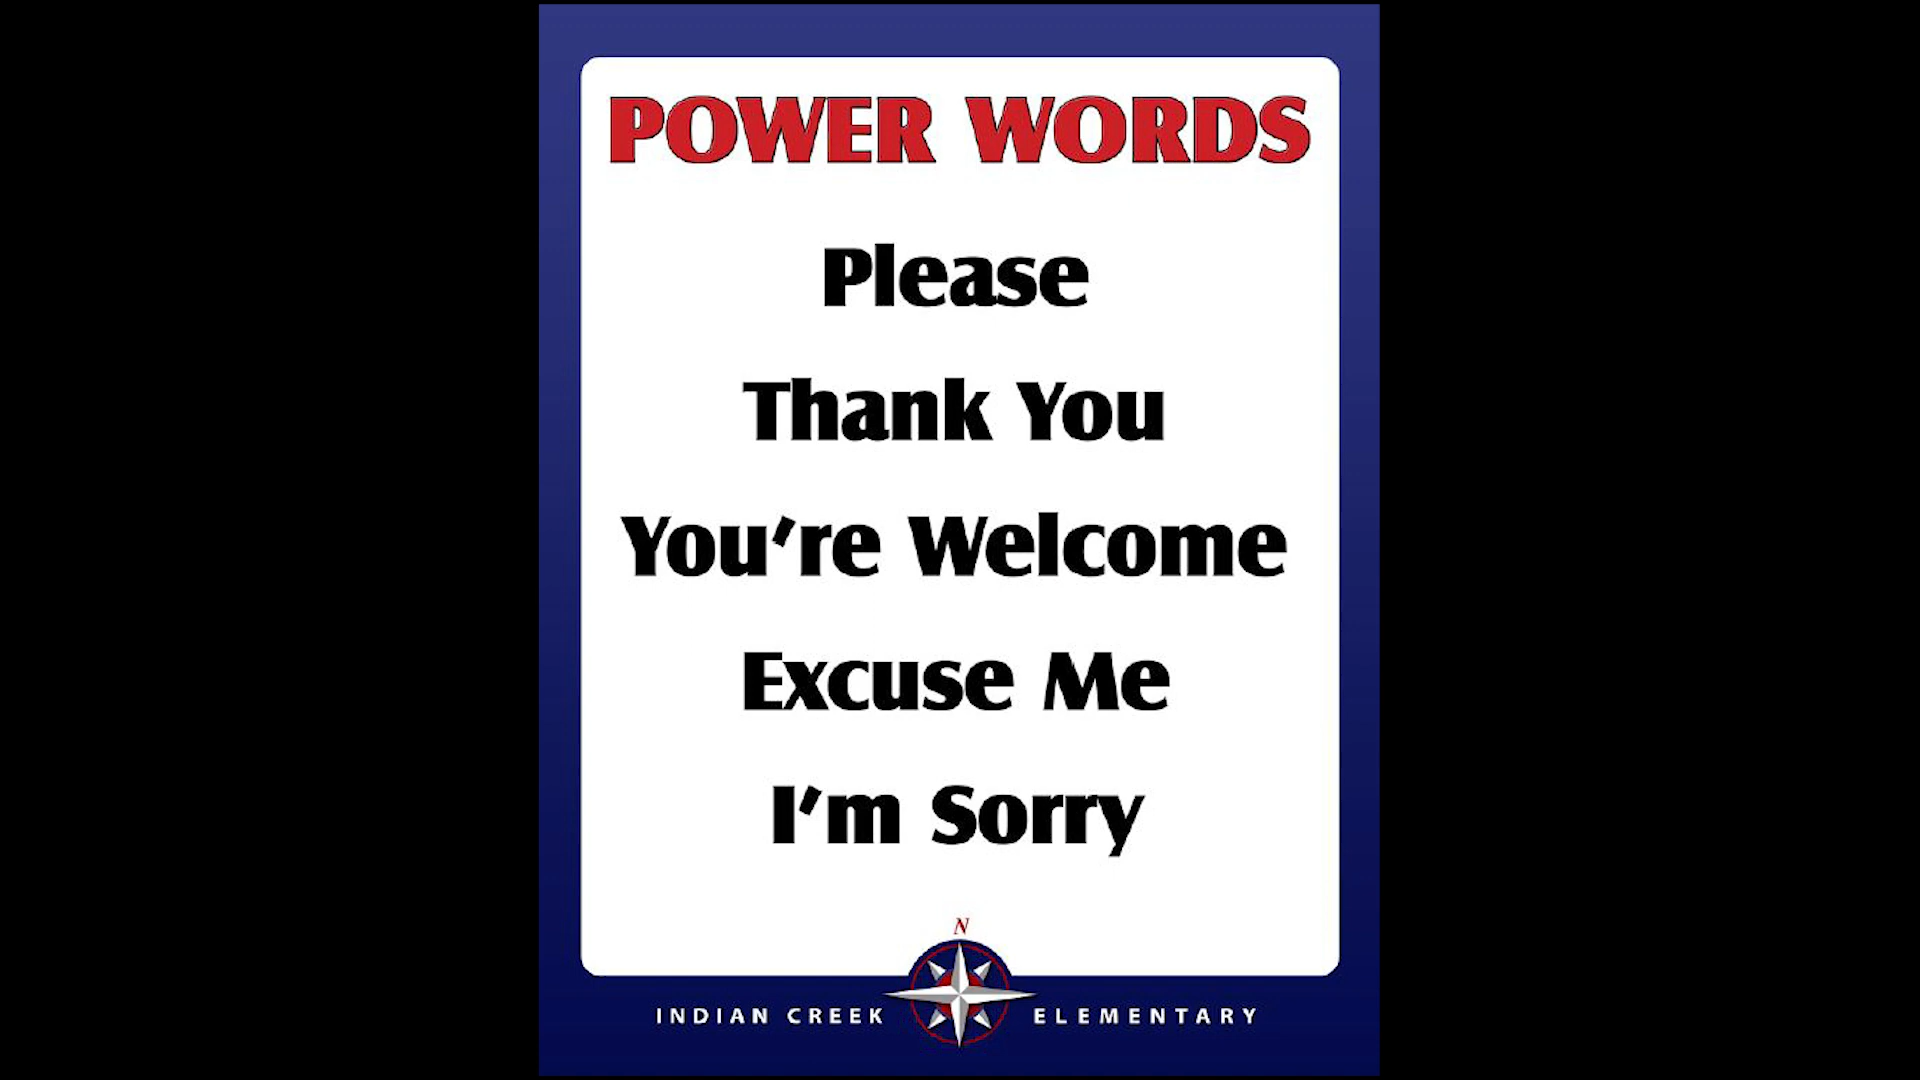 POWER WORDS
Please
Thank You
You're Welcome
Excuse Me
I'm Sorry
N
INDIAN CREEK ELEMENTARY